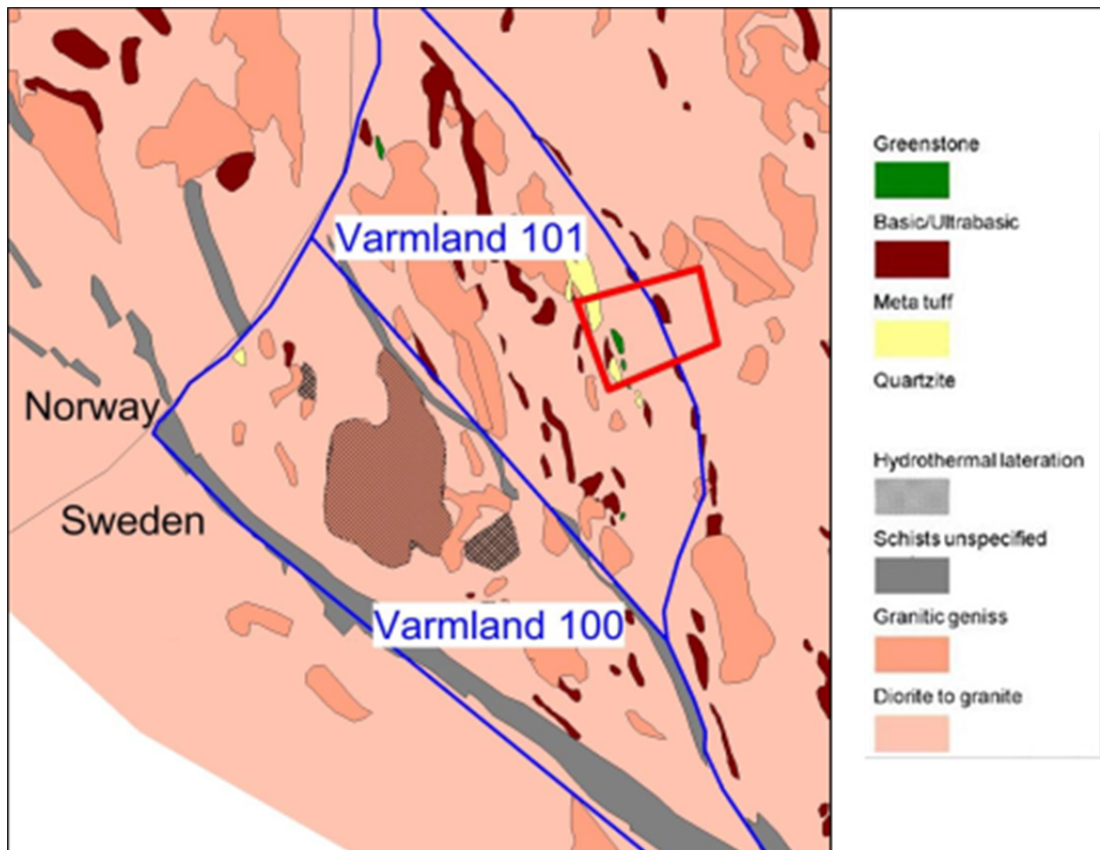 Varmland 101
Norway
Sweden
Varmland 100
Greenstone
Basic/Ultrabasic
Meta tuff
Quartzite
Hydrothermal lateration
Schists unspecified
Granitic geniss
Diorite to granite